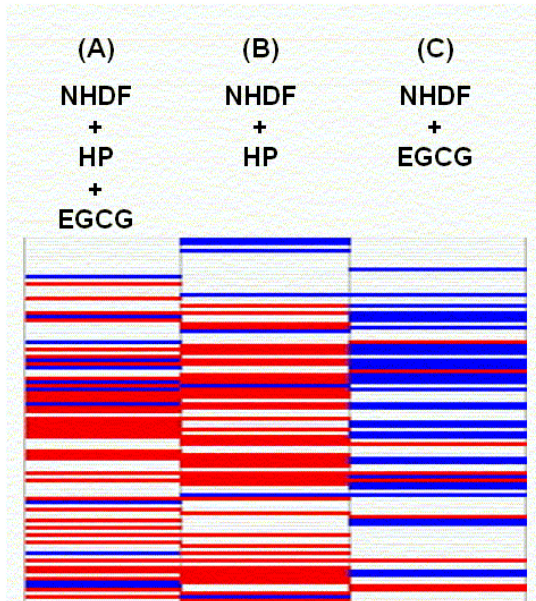 (A) (B) (C)
NHDF NHDF NHDF
+ + +
HP HP EGCG
+
EGCG